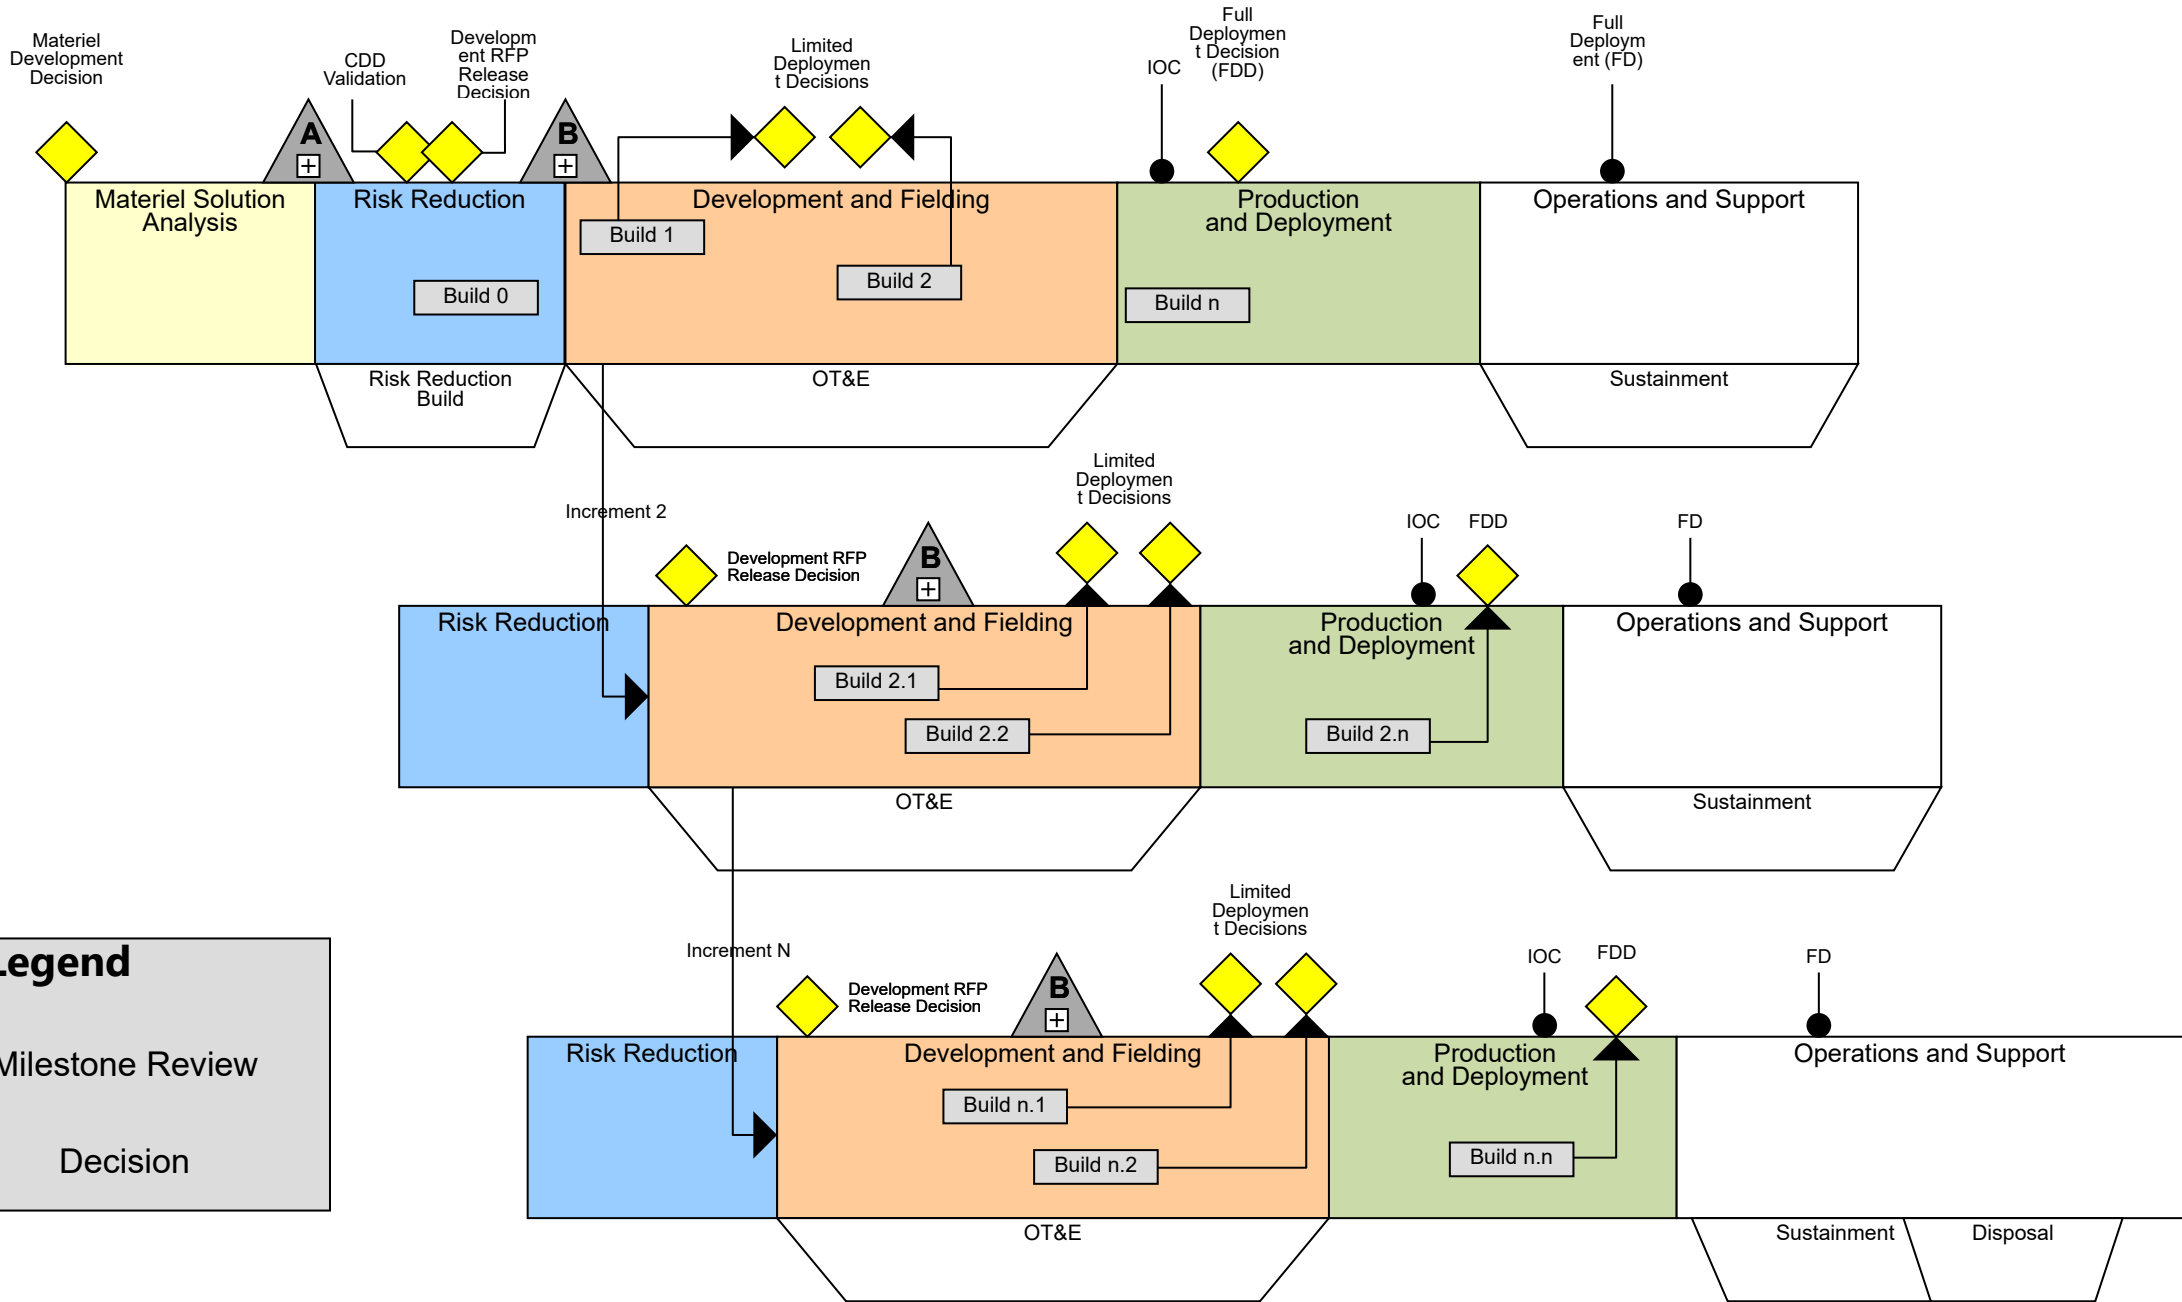 Materiel
Development
Decision
CDD
Validation
Developm
ent RFP
Release
Decision
Limited
Deploymen
t Decisions
IOC
Full
Deploymen
t Decision
(FDD)
Full
Deploym
ent (FD)
A
B
Materiel Solution
Analysis
Risk Reduction
Development and Fielding
Production
and Deployment
Operations and Support
Build 0
Build 1
Build 2
Build n
Risk Reduction
Build
OT&E
Sustainment
Increment 2
Development RFP
Release Decision
B
Limited
Deploymen
t Decisions
IOC
FDD
FD
Risk Reduction
Development and Fielding
Production
and Deployment
Operations and Support
Build 2.1
Build 2.2
Build 2.n
OT&E
Sustainment
Increment N
Development RFP
Release Decision
B
Limited
Deploymen
t Decisions
IOC
FDD
FD
Risk Reduction
Development and Fielding
Production
and Deployment
Operations and Support
Build n.1
Build n.2
Build n.n
OT&E
Sustainment
Disposal
Legend
Milestone Review
Decision